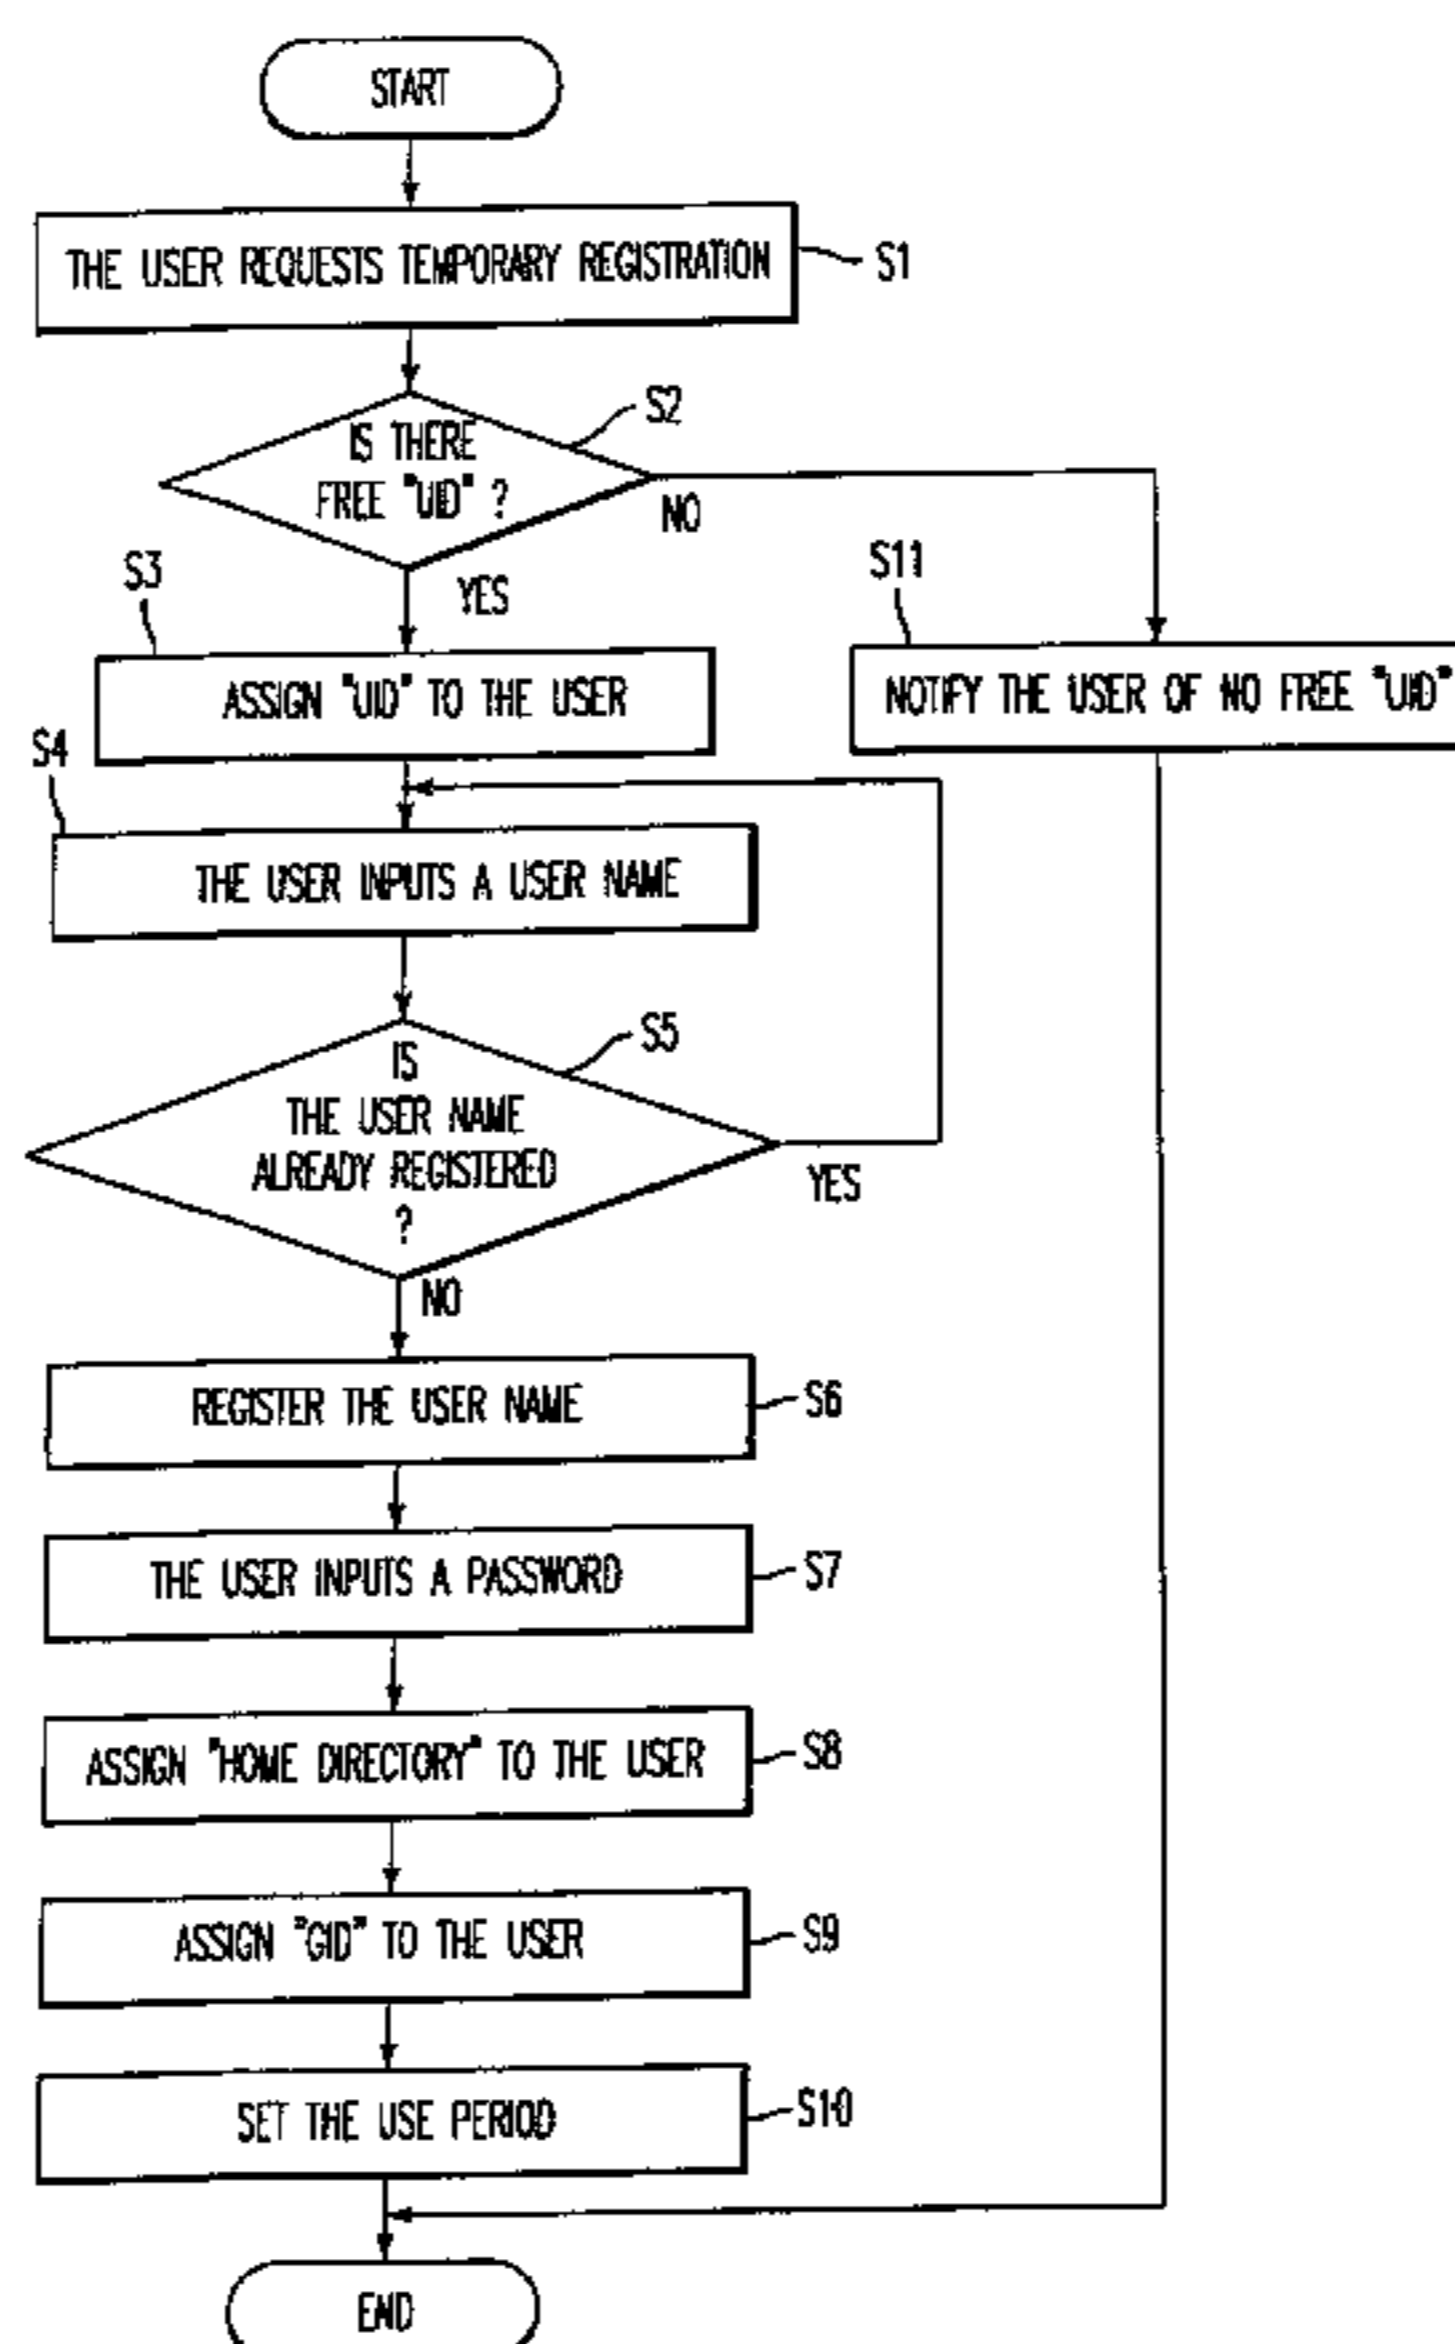 START
THE USER REQUESTS TEMPORARY REGISTRATION
S1
IS THERE
FREE "UID" ?
S2
NO
YES
S3
ASSIGN "UID" TO THE USER
S11
NOTIFY THE USER OF NO FREE "UID"
S4
THE USER INPUTS A USER NAME
IS
THE USER NAME
ALREADY REGISTERED
?
S5
YES
NO
REGISTER THE USER NAME
S6
THE USER INPUTS A PASSWORD
S7
ASSIGN "HOME DIRECTORY" TO THE USER
S8
ASSIGN "GID" TO THE USER
S9
SET THE USE PERIOD
S10
END